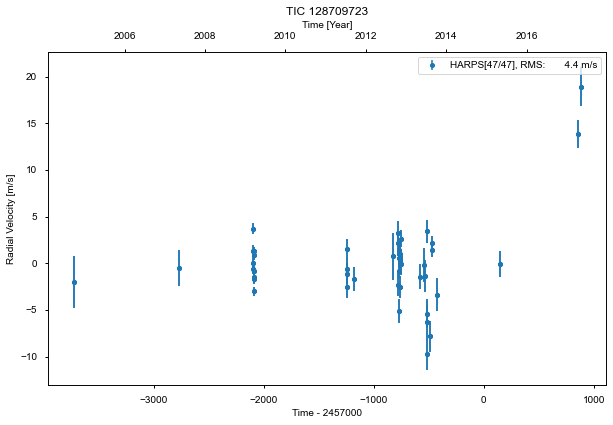 TIC 128709723
Time [Year]
2006 2008 2010 2012 2014 2016
HARPS[47/47], RMS: 4.4 m/s
Radial Velocity [m/s]
20
15
10
5
0
−5
−10
−3000 −2000 −1000 0 1000
Time - 2457000